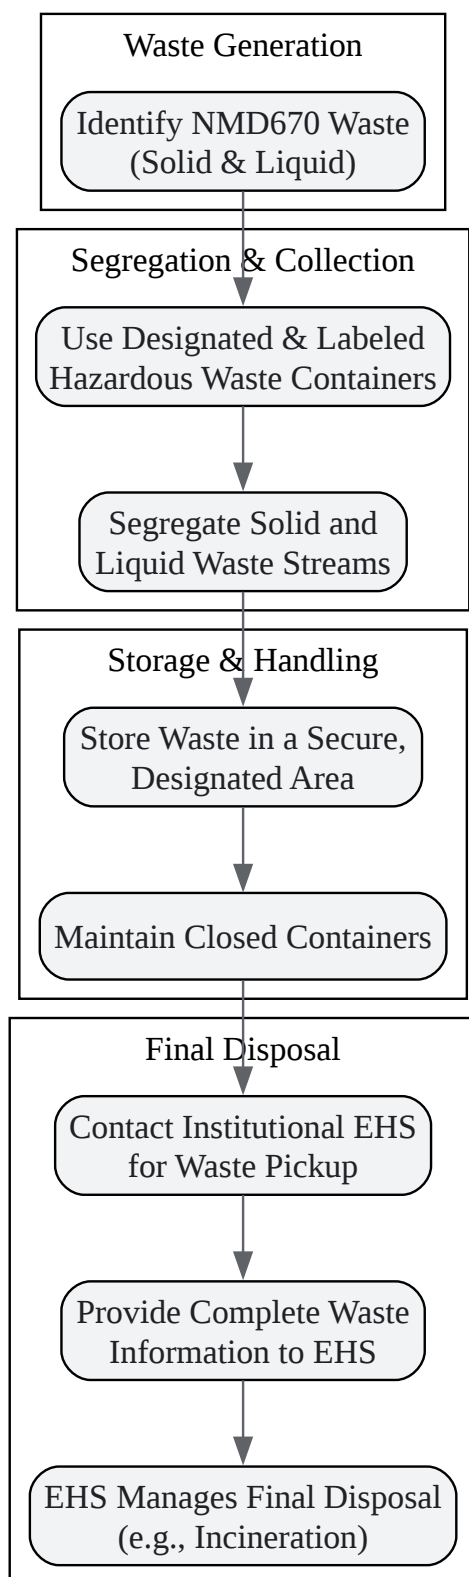 Waste Generation
Identify NMD670 Waste
(Solid & Liquid)
Segregation & Collection
Use Designated & Labeled
Hazardous Waste Containers
Segregate Solid and
Liquid Waste Streams
Storage & Handling
Store Waste in a Secure,
Designated Area
Maintain Closed Containers
Final Disposal
Contact Institutional EHS
for Waste Pickup
Provide Complete Waste
Information to EHS
EHS Manages Final Disposal
(e.g., Incineration)